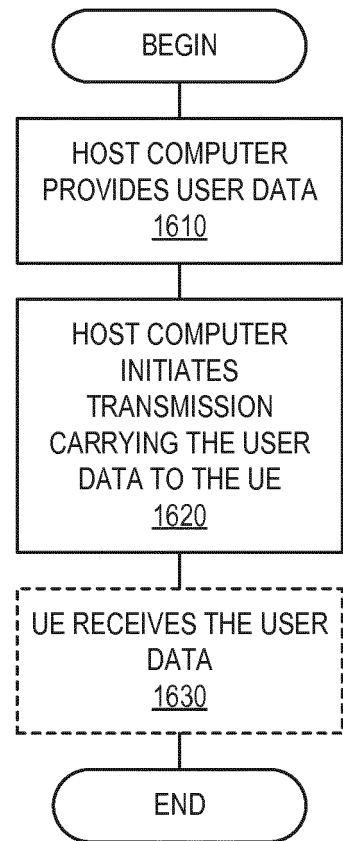 BEGIN
HOST COMPUTER
PROVIDES USER DATA
1610
HOST COMPUTER
INITIATES
TRANSMISSION
CARRYING THE USER
DATA TO THE UE
1620
UE RECEIVES THE USER
DATA
1630
END